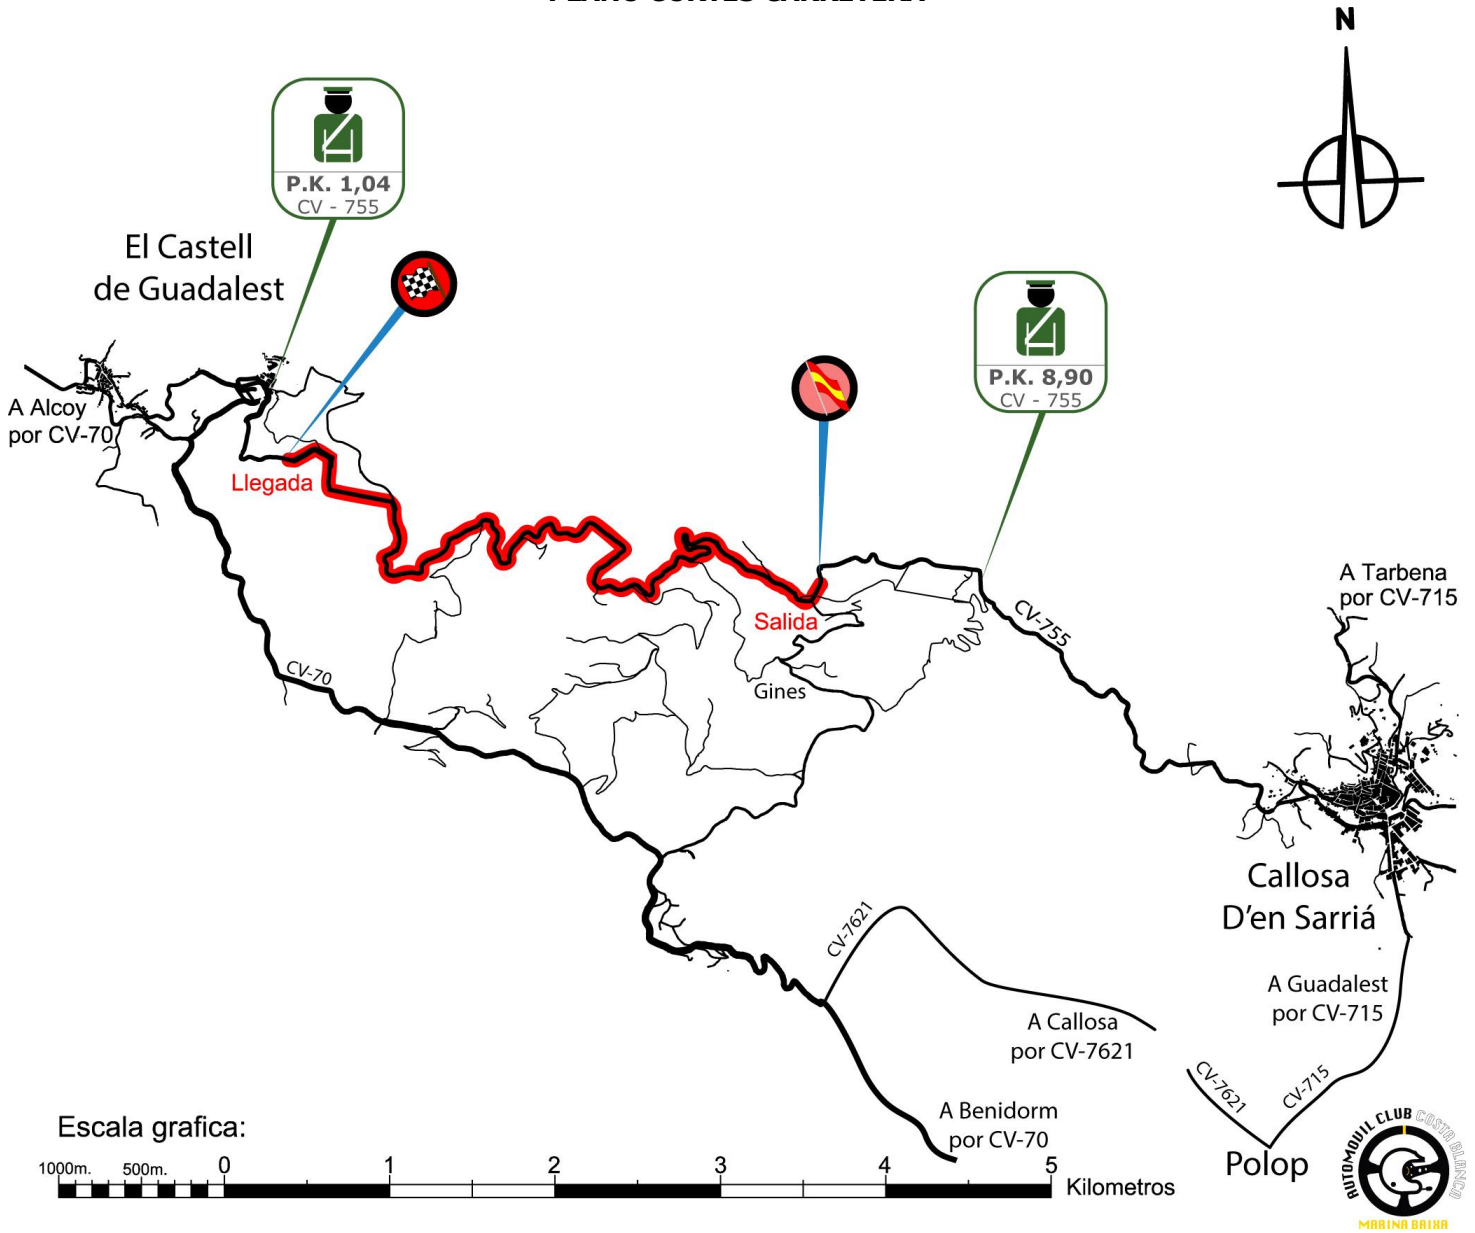 N
P.K. 1,04
CV - 755
El Castell
de Guadalest
P.K. 8,90
CV - 755
A Alcoy
por CV-70
Llegada
Salida
Gines
CV-755
CV-70
A Tarbena
por CV-715
Callosa
D'en Sarriá
CV-7621
A Guadalest
por CV-715
A Callosa
por CV-7621
CV-7621
CV-715
A Benidorm
por CV-70
Polop
Escala grafica:
1000m. 500m. 0 1 2 3 4 5
Kilometros
AUTOMOVIL CLUB COSTA BLANCA
MARINA BAIXA